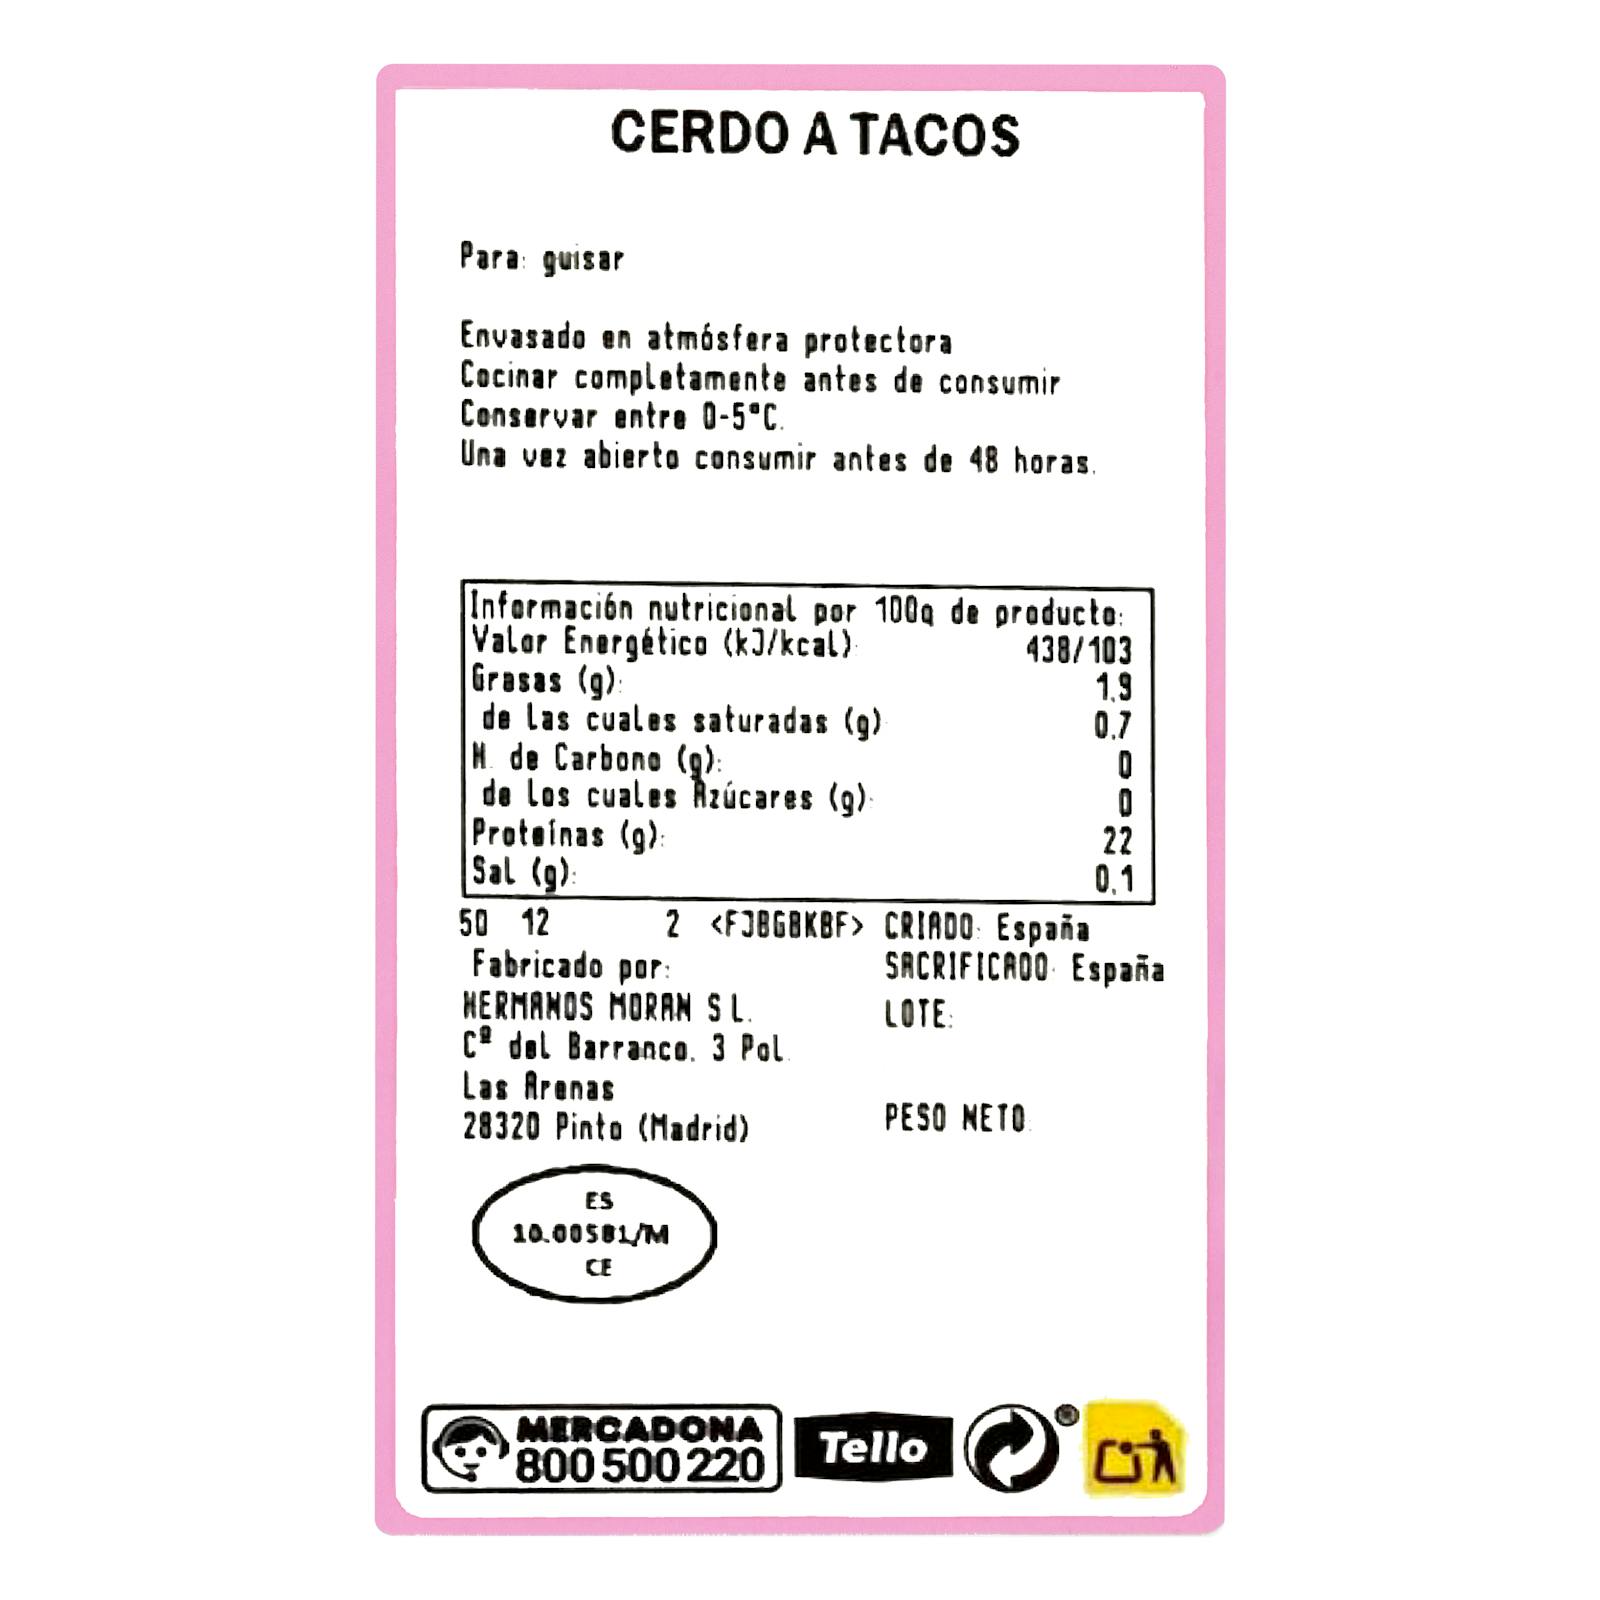 CERDO A TACOS
Para: guisar
Envasado en atmósfera protectora
Cocinar completamente antes de consumir
Conservar entre 0-5°C.
Una vez abierto consumir antes de 48 horas.
Información nutricional por 100g de producto:
Valor Energético (kJ/kcal): 438/103
Grasas (g): 1.9
de las cuales saturadas (g) 0.7
H. de Carbono (g): 0
de los cuales Azúcares (g): 0
Proteínas (g): 22
Sal (g): 0.1
50 12 2 CRIADO: España
Fabricado por: SACRIFICADO: España
HERMANOS MORAN S L. LOTE:
Cº del Barranco. 3 Pol.
Las Arenas
28320 Pinto (Madrid) PESO NETO:
ES
10.00581/M
CE
MERCADONA
800 500 220
Tello